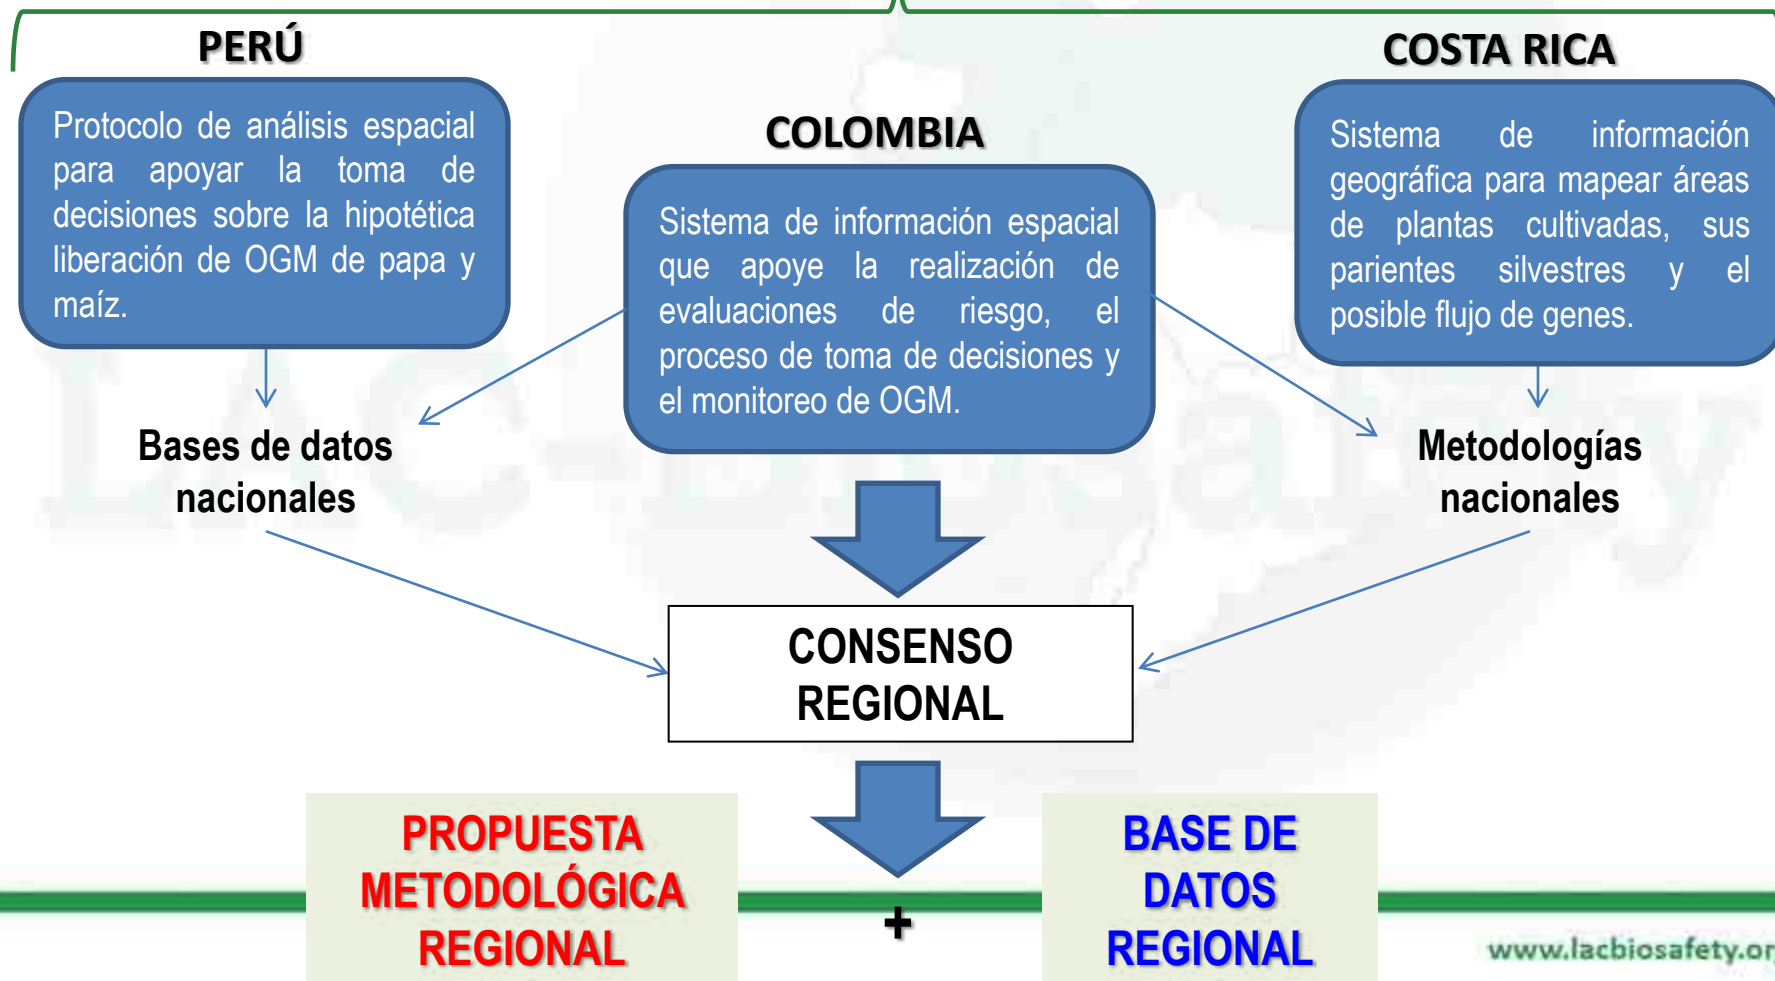 PERÚ
Protocolo de análisis espacial
para apoyar la toma de
decisiones sobre la hipotética
liberación de OGM de papa y
maíz.
COLOMBIA
Sistema de información espacial
que apoye la realización de
evaluaciones de riesgo, el
proceso de toma de decisiones y
el monitoreo de OGM.
COSTA RICA
Sistema de información
geográfica para mapear áreas
de plantas cultivadas, sus
parientes silvestres y el
posible flujo de genes.
Bases de datos
nacionales
Metodologías
nacionales
LAC-Biosafety
CONSENSO
REGIONAL
PROPUESTA
METODOLÓGICA
REGIONAL
+
BASE DE
DATOS
REGIONAL
www.lacbiosafety.or